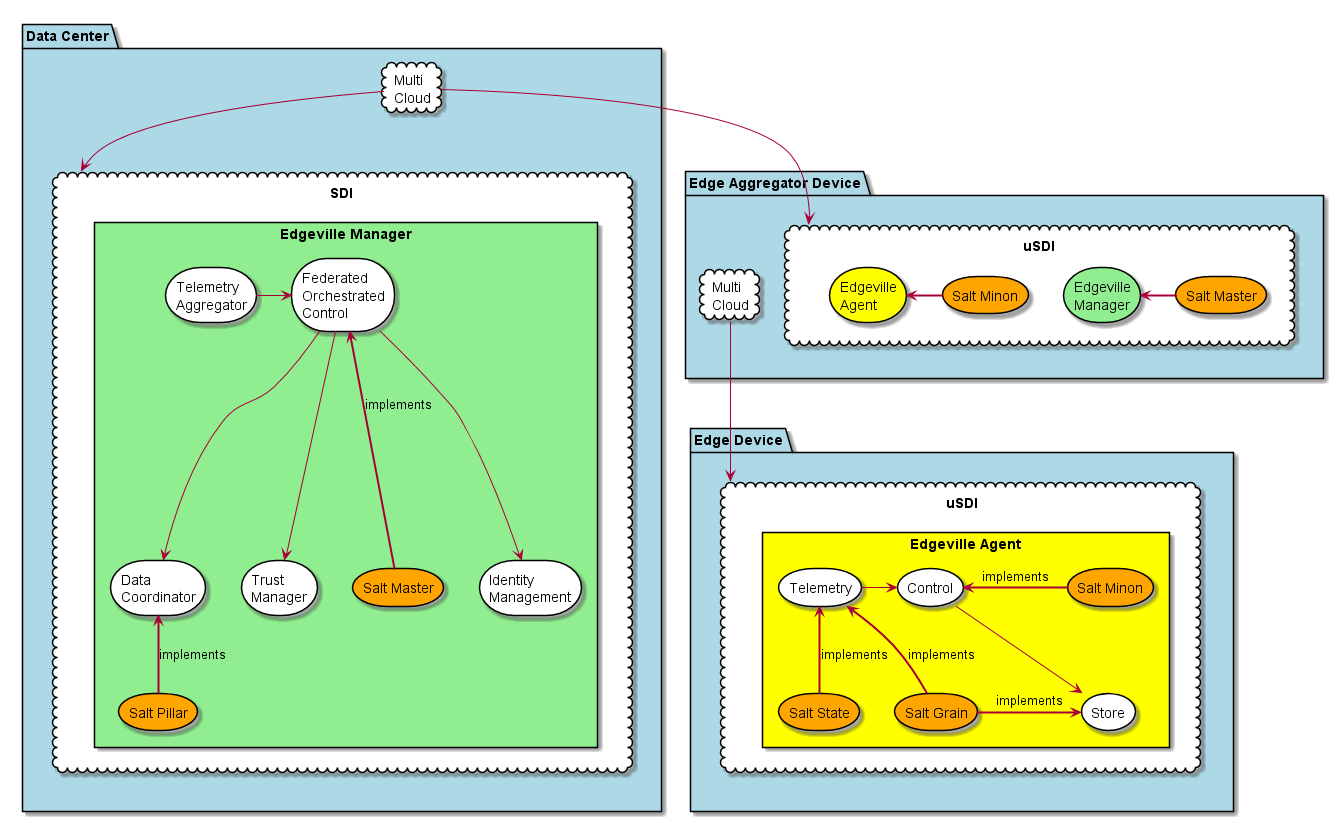 Data Center
Multi
Cloud
SDI
Edgeville Manager
Telemetry
Aggregator
Federated
Orchestrated
Control
implements
Data
Coordinator
Trust
Manager
Salt Master
Identity
Management
implements
Salt Pillar
Edge Aggregator Device
uSDI
Multi
Cloud
Edgeville
Agent
Salt Minon
Edgeville
Manager
Salt Master
Edge Device
uSDI
Edgeville Agent
Telemetry
Control
implements
Salt Minon
implements
implements
Salt State
Salt Grain
implements
Store